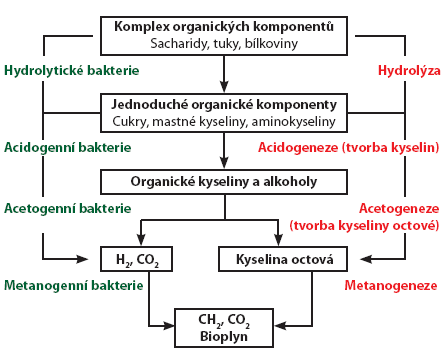 Komplex organických komponentů
Sacharidy, tuky, bílkoviny
Hydrolytické bakterie
Hydrolýza
Jednoduché organické komponenty
Cukry, mastné kyseliny, aminokyseliny
Acidogenní bakterie
Acidogeneze (tvorba kyselin)
Organické kyseliny a alkoholy
Acetogenní bakterie
Acetogeneze
(tvorba kyseliny octové)
H₂, CO₂
Kyselina octová
Metanogenní bakterie
Metanogeneze
CH₂, CO₂
Bioplyn